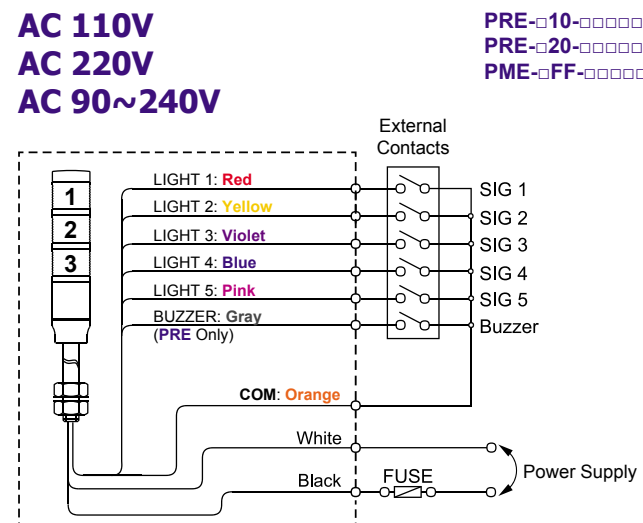 AC 110V
AC 220V
AC 90~240V
PRE-□10-□□□□□
PRE-□20-□□□□□
PME-□FF-□□□□□
External
Contacts
1
2
3
LIGHT 1: Red
LIGHT 2: Yellow
LIGHT 3: Violet
LIGHT 4: Blue
LIGHT 5: Pink
BUZZER: Gray
(PRE Only)
SIG 1
SIG 2
SIG 3
SIG 4
SIG 5
Buzzer
COM: Orange
White
Black
FUSE
Power Supply